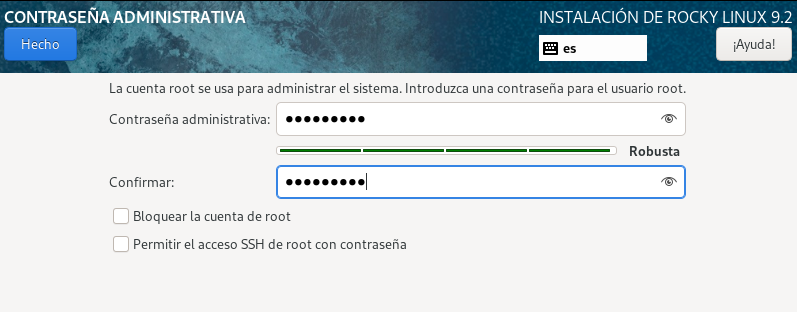 CONTRASEÑA ADMINISTRATIVA
INSTALACIÓN DE ROCKY LINUX 9.2
Hecho
es
¡Ayuda!
La cuenta root se usa para administrar el sistema. Introduzca una contraseña para el usuario root.
Contraseña administrativa: ●●●●●●●●●
Robusta
Confirmar: ●●●●●●●●●
Bloquear la cuenta de root
Permitir el acceso SSH de root con contraseña